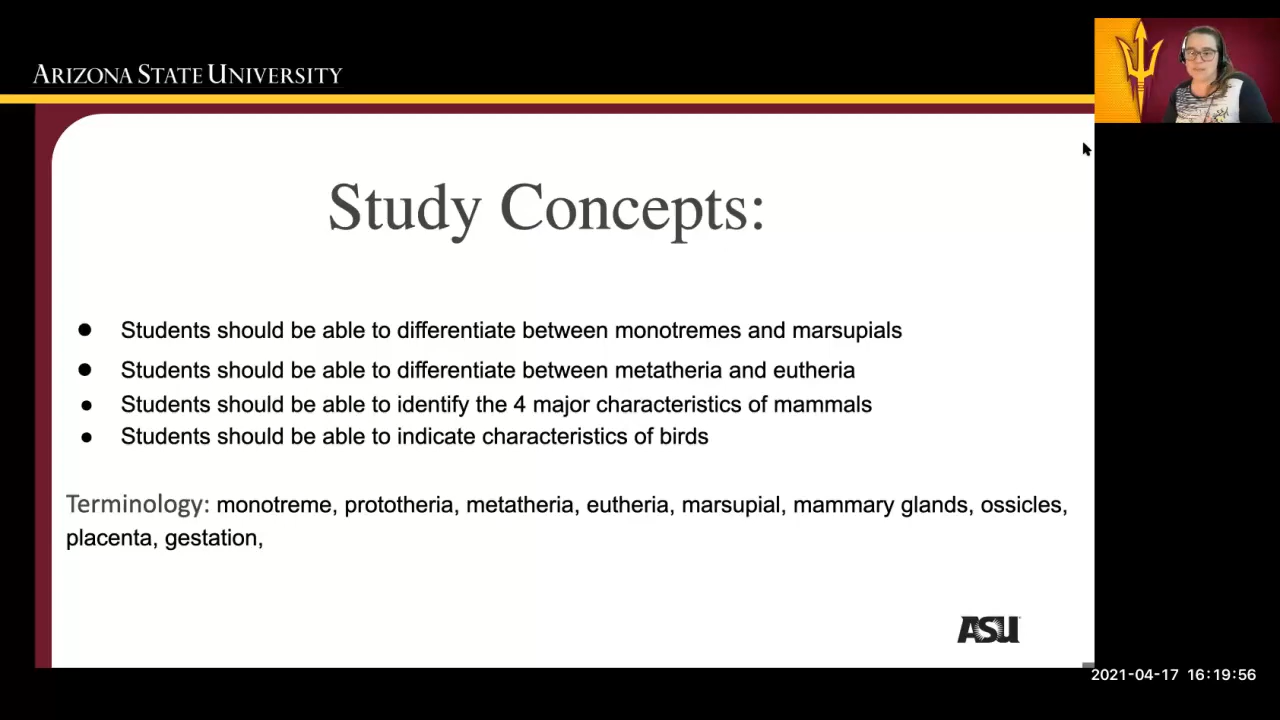 ARIZONA STATE UNIVERSITY
Study Concepts:
● Students should be able to differentiate between monotremes and marsupials
● Students should be able to differentiate between metatheria and eutheria
● Students should be able to identify the 4 major characteristics of mammals
● Students should be able to indicate characteristics of birds
Terminology: monotreme, prototheria, metatheria, eutheria, marsupial, mammary glands, ossicles,
placenta, gestation,
ASU
2021-04-17 16:19:56